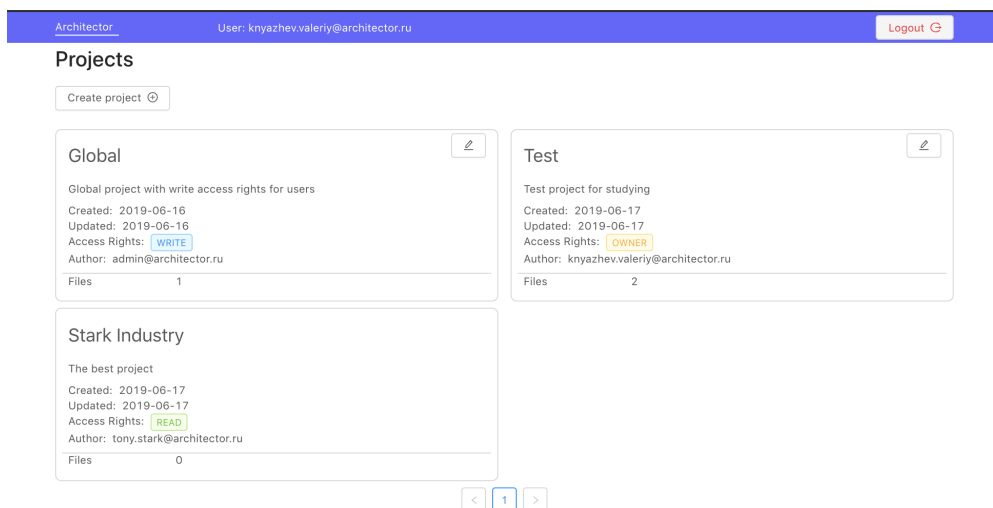 Architector User: knyazhev.valeriy@architector.ru Logout
Projects
Create project
Global
Global project with write access rights for users
Created: 2019-06-16
Updated: 2019-06-16
Access Rights: WRITE
Author: admin@architector.ru
Files 1
Test
Test project for studying
Created: 2019-06-17
Updated: 2019-06-17
Access Rights: OWNER
Author: knyazhev.valeriy@architector.ru
Files 2
Stark Industry
The best project
Created: 2019-06-17
Updated: 2019-06-17
Access Rights: READ
Author: tony.stark@architector.ru
Files 0
< 1 >